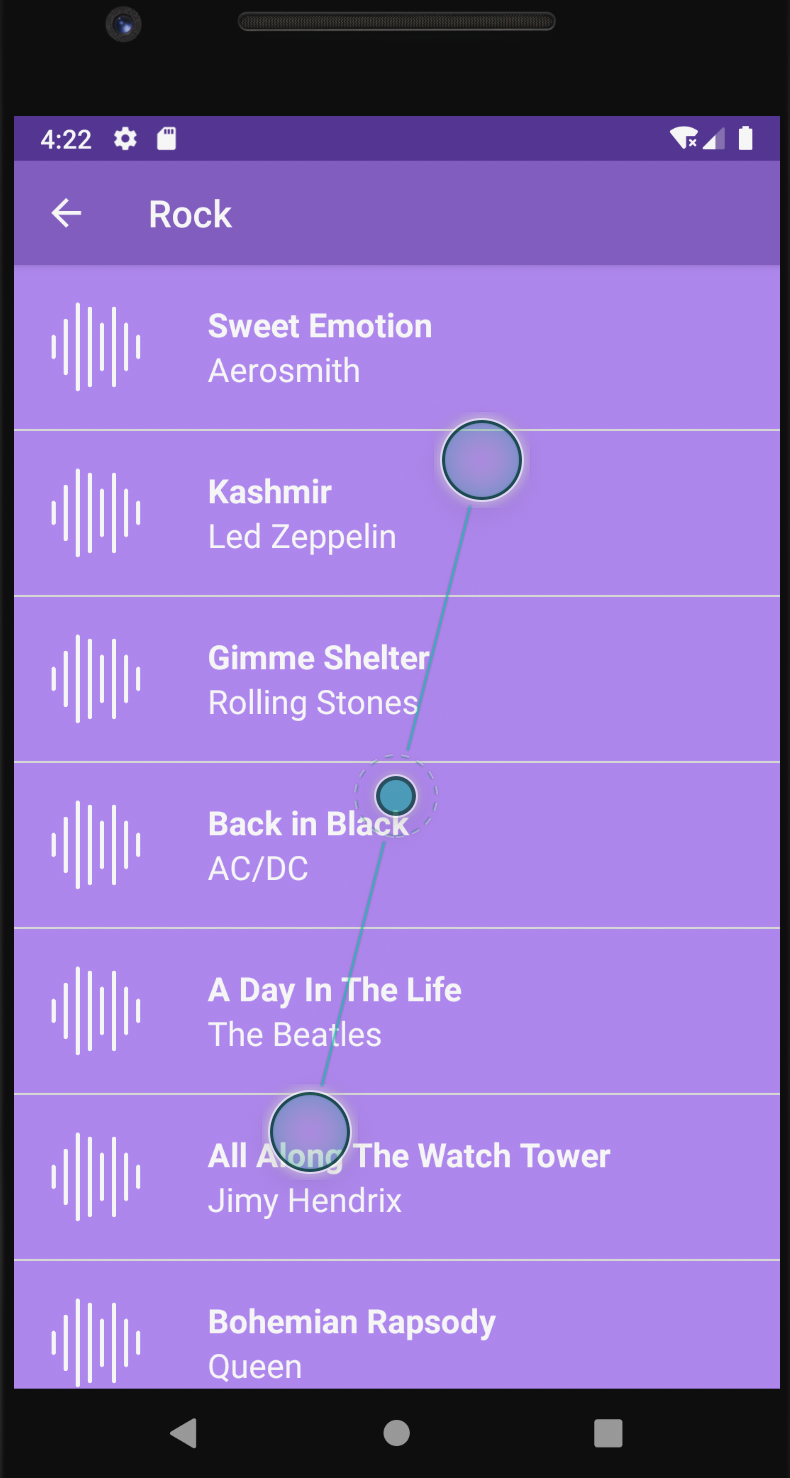 4:22
Rock
Sweet Emotion
Aerosmith
Kashmir
Led Zeppelin
Gimme Shelter
Rolling Stones
Back in Black
AC/DC
A Day In The Life
The Beatles
All Along The Watch Tower
Jimy Hendrix
Bohemian Rapsody
Queen